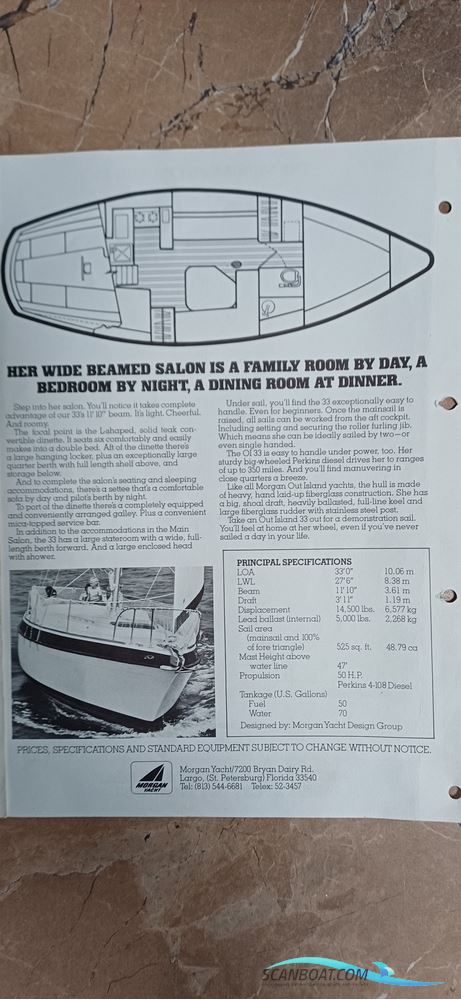 HER WIDE BEAMED SALON IS A FAMILY ROOM BY DAY, A
BEDROOM BY NIGHT, A DINING ROOM AT DINNER.
Step into her salon. You'll notice it takes complete
advantage of our 33's 11'10" beam. It's light. Cheerful.
And roomy.
The focal point is the L-shaped, solid teak con-
vertible dinette. It seats six comfortably and easily
makes into a double bed. Aft of the dinette there's
a large hanging locker, plus an exceptionally large
quarter berth with full length shelf above, and
storage below.
And to complete the salon's seating and sleeping
accommodations, there's a settee that's a comfortable
sofa by day and pilot's berth by night.
To port of the dinette there's a completely equipped
and conveniently arranged galley. Plus a convenient
mica-topped service bar.
In addition to the accommodations in the Main
Salon, the 33 has a large stateroom with a wide, full-
length berth forward. And a large enclosed head
with shower.
Under sail, you'll find the 33 exceptionally easy to
handle. Even for beginners. Once the mainsail is
raised, all sails can be worked from the aft cockpit.
Including setting and securing the roller furling jib.
Which means she can be ideally sailed by two—or
even single handed.
The OI 33 is easy to handle under power, too. Her
sturdy big-wheeled Perkins diesel drives her to ranges
of up to 350 miles. And you'll find manuvering in
close quarters a breeze.
Like all Morgan Out Island yachts, the hull is made
of heavy, hand laid-up fiberglass construction. She has
a big, shoal draft, heavily ballasted, full-line keel and
large fiberglass rudder with stainless steel post.
Take an Out Island 33 out for a demonstration sail.
You'll feel at home at her wheel, even if you've never
sailed a day in your life.
PRINCIPAL SPECIFICATIONS
LOA 33'0" 10.06 m
LWL 27'6" 8.38 m
Beam 11'10" 3.61 m
Draft 3'11" 1.19 m
Displacement 14,500 lbs. 6,577 kg
Lead ballast (internal) 5,000 lbs. 2,268 kg
Sail area
(mainsail and 100%
of fore triangle) 525 sq. ft. 48.79 ca
Mast Height above
water line 47'
Propulsion 50 H.P.
Perkins 4-108 Diesel
Tankage (U.S. Gallons)
Fuel 50
Water 70
Designed by: Morgan Yacht Design Group
PRICES, SPECIFICATIONS AND STANDARD EQUIPMENT SUBJECT TO CHANGE WITHOUT NOTICE.
MORGAN
YACHT
Morgan Yacht/7200 Bryan Dairy Rd.
Largo, (St. Petersburg) Florida 33540
Tel: (813) 544-6681 Telex: 52-3457
SCANBOAT.COM